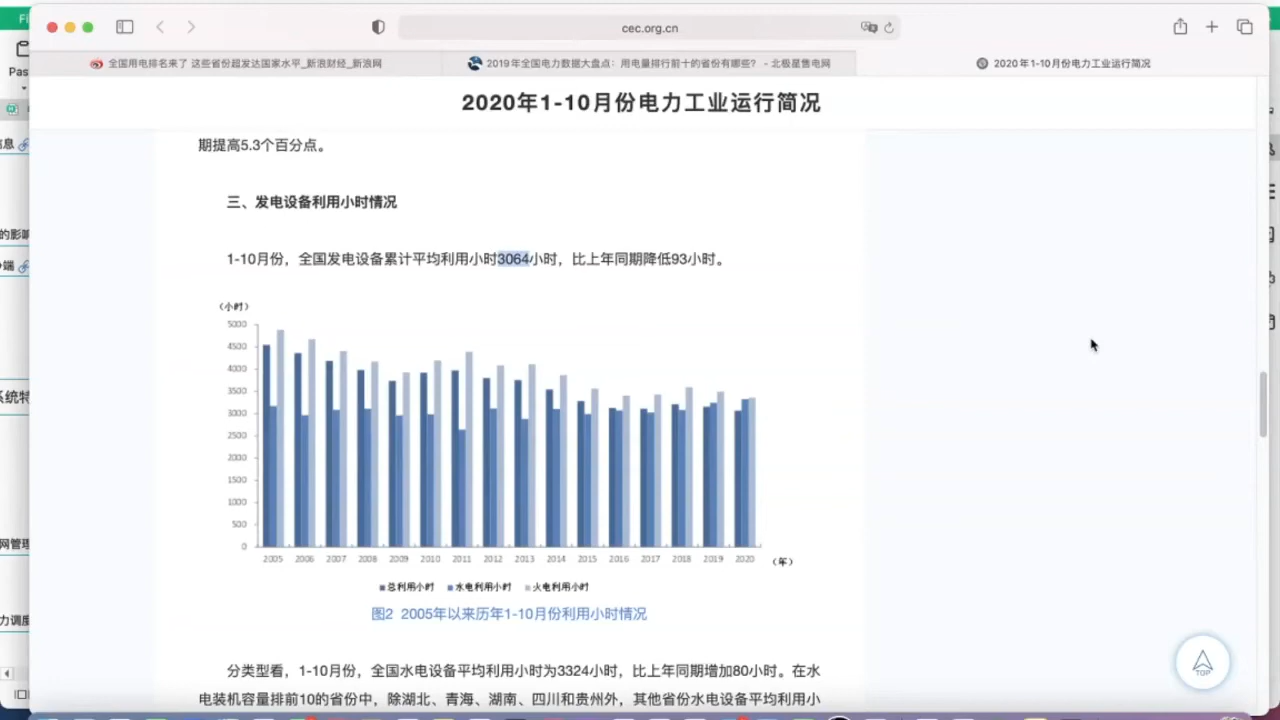 Fi
cec.org.cn
Pas
全国用电排名来了 这些省份超发达国家水平_新浪财经_新浪网
2019年全国电力数据大盘点：用电量排行前十的省份有哪些？ - 北极星售电网
2020年1-10月份电力工业运行简况
2020年1-10月份电力工业运行简况
期提高5.3个百分点。
息
三、发电设备利用小时情况
的影响
1-10月份，全国发电设备累计平均利用小时3064小时，比上年同期降低93小时。
端
（小时）
5000
4500
4000
3500
3000
2500
2000
1500
1000
500
0
系统特
网管理
2005 2006 2007 2008 2009 2010 2011 2012 2013 2014 2015 2016 2017 2018 2019 2020 （年）
总利用小时 水电利用小时 火电利用小时
图2 2005年以来历年1-10月份利用小时情况
力调度
分类型看，1-10月份，全国水电设备平均利用小时为3324小时，比上年同期增加80小时。在水
电装机容量排前10的省份中，除湖北、青海、湖南、四川和贵州外，其他省份水电设备平均利用小
TOP